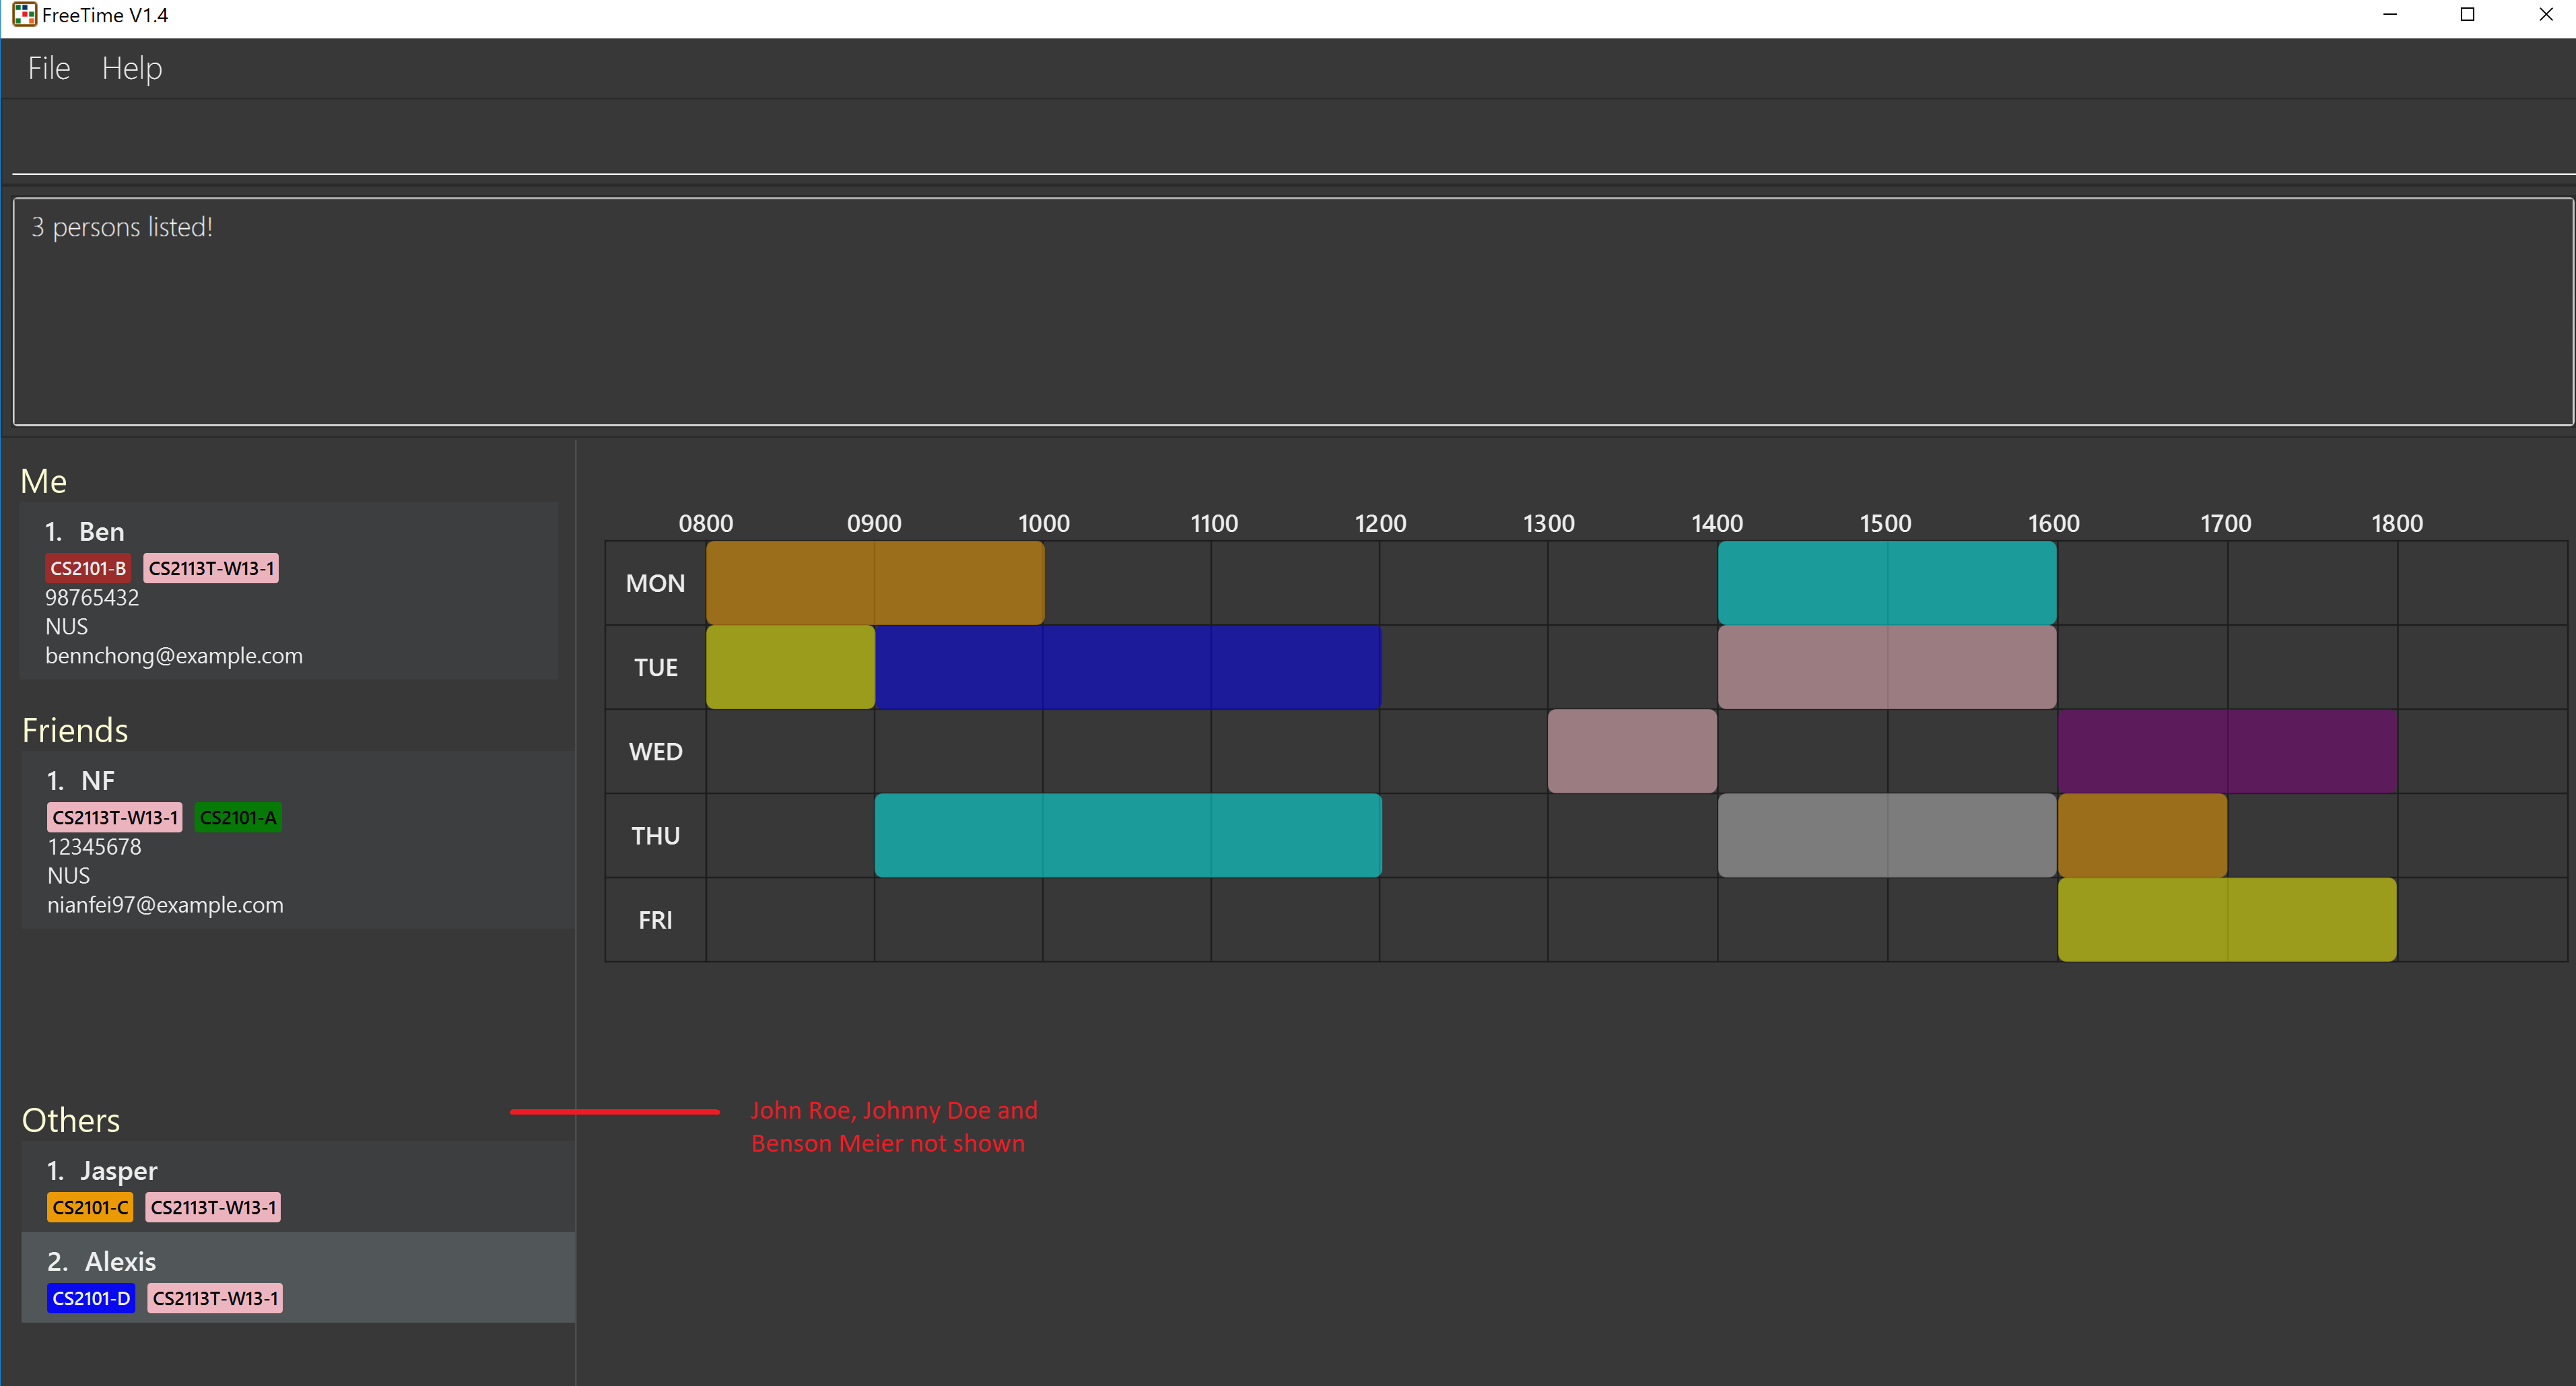 FreeTime V1.4
File Help
3 persons listed!
Me
1. Ben
CS2101-B CS2113T-W13-1
98765432
NUS
bennchong@example.com
Friends
1. NF
CS2113T-W13-1 CS2101-A
12345678
NUS
nianfei97@example.com
Others
1. Jasper
CS2101-C CS2113T-W13-1
2. Alexis
CS2101-D CS2113T-W13-1
0800 0900 1000 1100 1200 1300 1400 1500 1600 1700 1800
MON
TUE
WED
THU
FRI
John Roe, Johnny Doe and
Benson Meier not shown